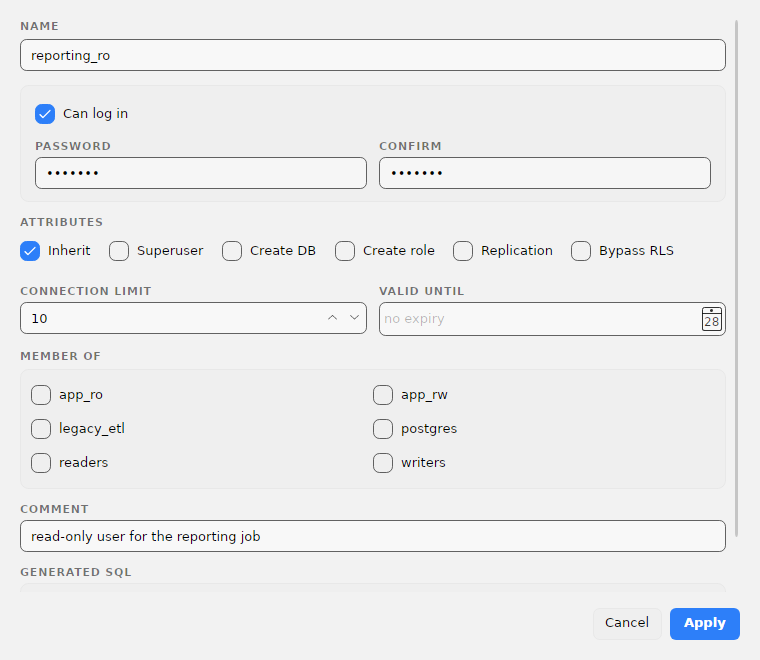 NAME
reporting_ro
Can log in
PASSWORD CONFIRM
••••••• •••••••
ATTRIBUTES
Inherit Superuser Create DB Create role Replication Bypass RLS
CONNECTION LIMIT VALID UNTIL
10 no expiry 28
MEMBER OF
app_ro app_rw
legacy_etl postgres
readers writers
COMMENT
read-only user for the reporting job
GENERATED SQL
Cancel Apply